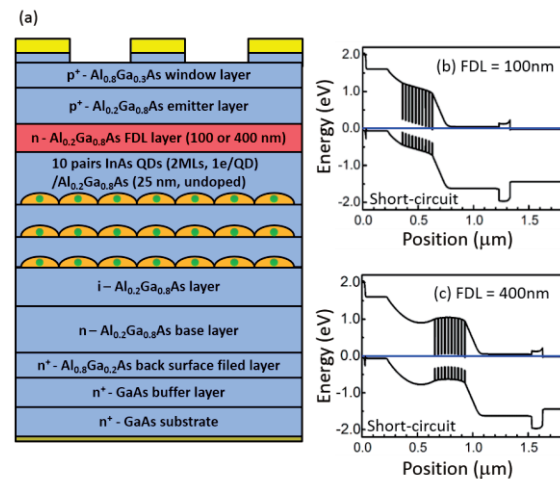 (a)
p⁺- Al₀.₈Ga₀.₃As window layer
p⁺- Al₀.₂Ga₀.₈As emitter layer
n- Al₀.₂Ga₀.₈As FDL layer (100 or 400 nm)
10 pairs InAs QDs (2MLs, 1e/QD)
/Al₀.₂Ga₀.₈As (25 nm, undoped)
i– Al₀.₂Ga₀.₈As layer
n– Al₀.₂Ga₀.₈As base layer
n⁺- Al₀.₈Ga₀.₂As back surface filed layer
n⁺- GaAs buffer layer
n⁺- GaAs substrate
(b) FDL = 100nm
Energy (eV)
2.0
1.0
0.0
-1.0
-2.0
Short-circuit
0.0 0.5 1.0 1.5
Position (μm)
(c) FDL = 400nm
Energy (eV)
2.0
1.0
0.0
-1.0
-2.0
Short-circuit
0.0 0.5 1.0 1.5
Position (μm)